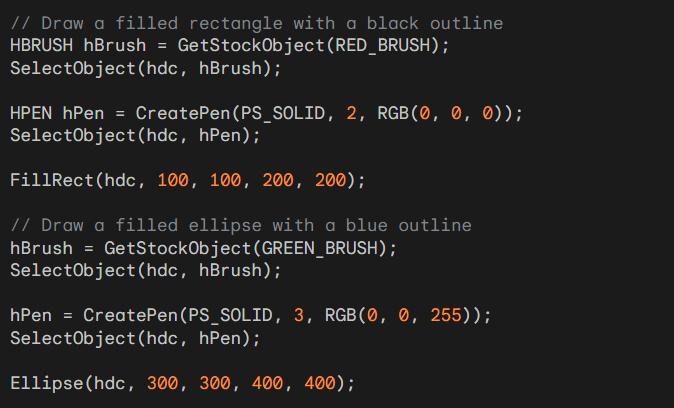 // Draw a filled rectangle with a black outline
HBRUSH hBrush = GetStockObject(RED_BRUSH);
SelectObject(hdc, hBrush);
HPEN hPen = CreatePen(PS_SOLID, 2, RGB(0, 0, 0));
SelectObject(hdc, hPen);
FillRect(hdc, 100, 100, 200, 200);
// Draw a filled ellipse with a blue outline
hBrush = GetStockObject(GREEN_BRUSH);
SelectObject(hdc, hBrush);
hPen = CreatePen(PS_SOLID, 3, RGB(0, 0, 255));
SelectObject(hdc, hPen);
Ellipse(hdc, 300, 300, 400, 400);